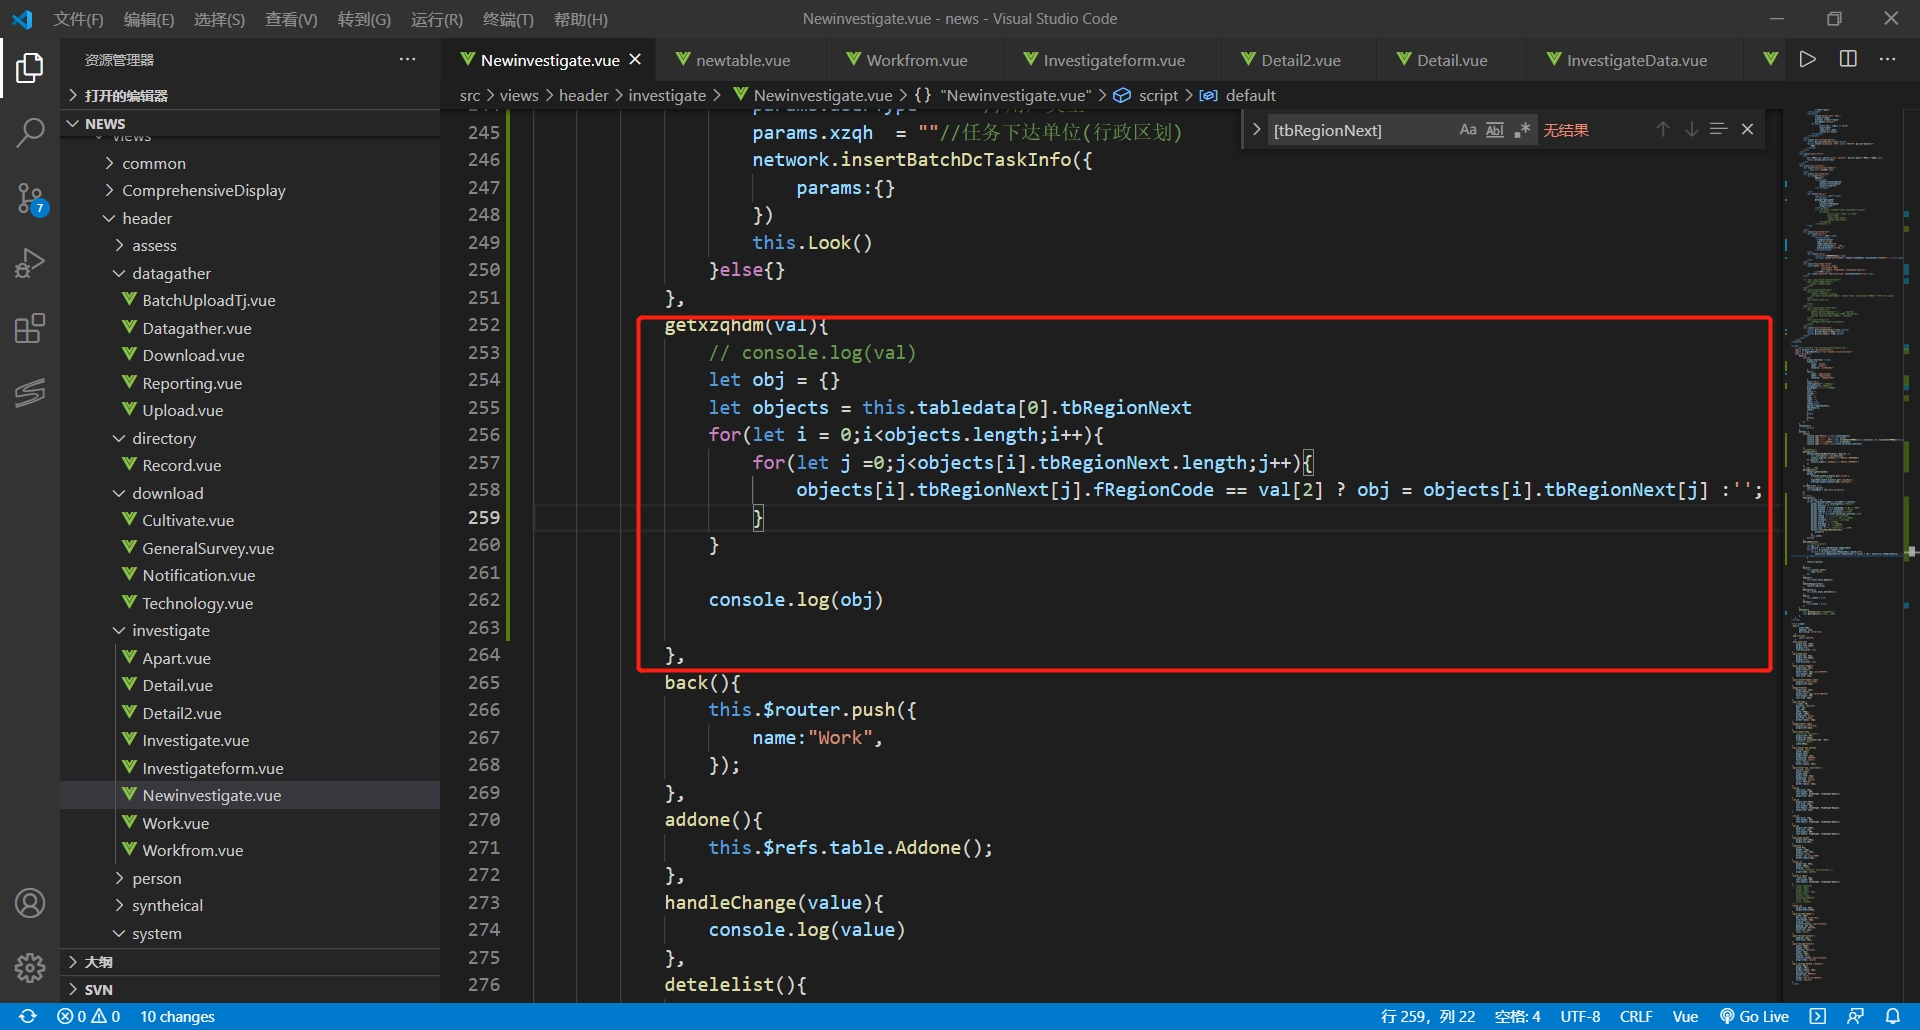 文件(F) 编辑(E) 选择(S) 查看(V) 转到(G) 运行(R) 终端(T) 帮助(H)
Newinvestigate.vue - news - Visual Studio Code
资源管理器
打开的编辑器
NEWS
views
common
ComprehensiveDisplay
header
assess
datagather
BatchUploadTj.vue
Datagather.vue
Download.vue
Reporting.vue
Upload.vue
directory
Record.vue
download
Cultivate.vue
GeneralSurvey.vue
Notification.vue
Technology.vue
investigate
Apart.vue
Detail.vue
Detail2.vue
Investigate.vue
Investigateform.vue
Newinvestigate.vue
Work.vue
Workfrom.vue
person
syntheical
system
大纲
SVN
7
Newinvestigate.vue newtable.vue Workfrom.vue Investigateform.vue Detail2.vue Detail.vue InvestigateData.vue
src > views > header > investigate > Newinvestigate.vue > {} "Newinvestigate.vue" > script > default
[tbRegionNext] Aa Abl .* 无结果
245 params.xzqh = ""//任务下达单位(行政区划)
246 network.insertBatchDcTaskInfo({
247 params:{}
248 })
249 this.Look()
250 }else{}
251 },
252 getxzqhdm(val){
253 // console.log(val)
254 let obj = {}
255 let objects = this.tabledata[0].tbRegionNext
256 for(let i = 0;i<objects.length;i++){
257 for(let j =0;j<objects[i].tbRegionNext.length;j++){
258 objects[i].tbRegionNext[j].fRegionCode == val[2] ? obj = objects[i].tbRegionNext[j] :'';
259 }
260 }
261
262 console.log(obj)
263
264 },
265 back(){
266 this.$router.push({
267 name:"Work",
268 });
269 },
270 addone(){
271 this.$refs.table.Addone();
272 },
273 handleChange(value){
274 console.log(value)
275 },
276 detelelist(){
0 0 10 changes
行 259，列 22 空格: 4 UTF-8 CRLF Vue Go Live